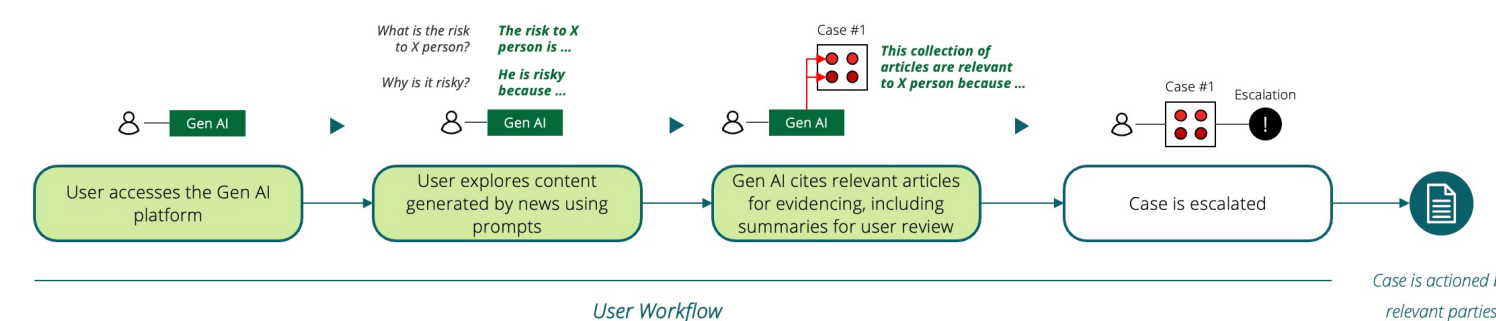 What is the risk
to X person?
The risk to X
person is ...
Why is it risky?
He is risky
because ...
Case #1
This collection of
articles are relevant
to X person because ...
Case #1
Escalation
!
Gen AI
Gen AI
Gen AI
User accesses the Gen AI
platform
User explores content
generated by news using
prompts
Gen AI cites relevant articles
for evidencing, including
summaries for user review
Case is escalated
User Workflow
Case is actioned
relevant parties